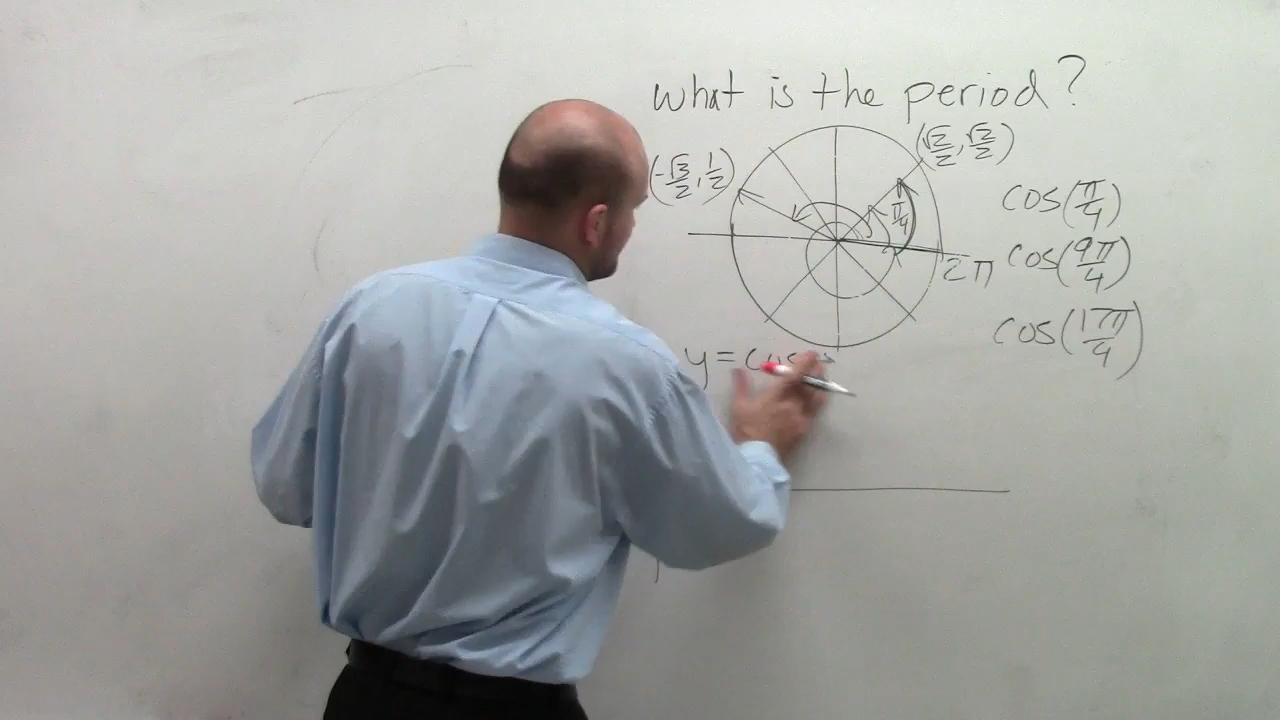 what is the period?
(√2/2, √2/2)
(-√3/2, 1/2)
π/4
cos(π/4)
2π
cos(9π/4)
cos(17π/4)
y = cos